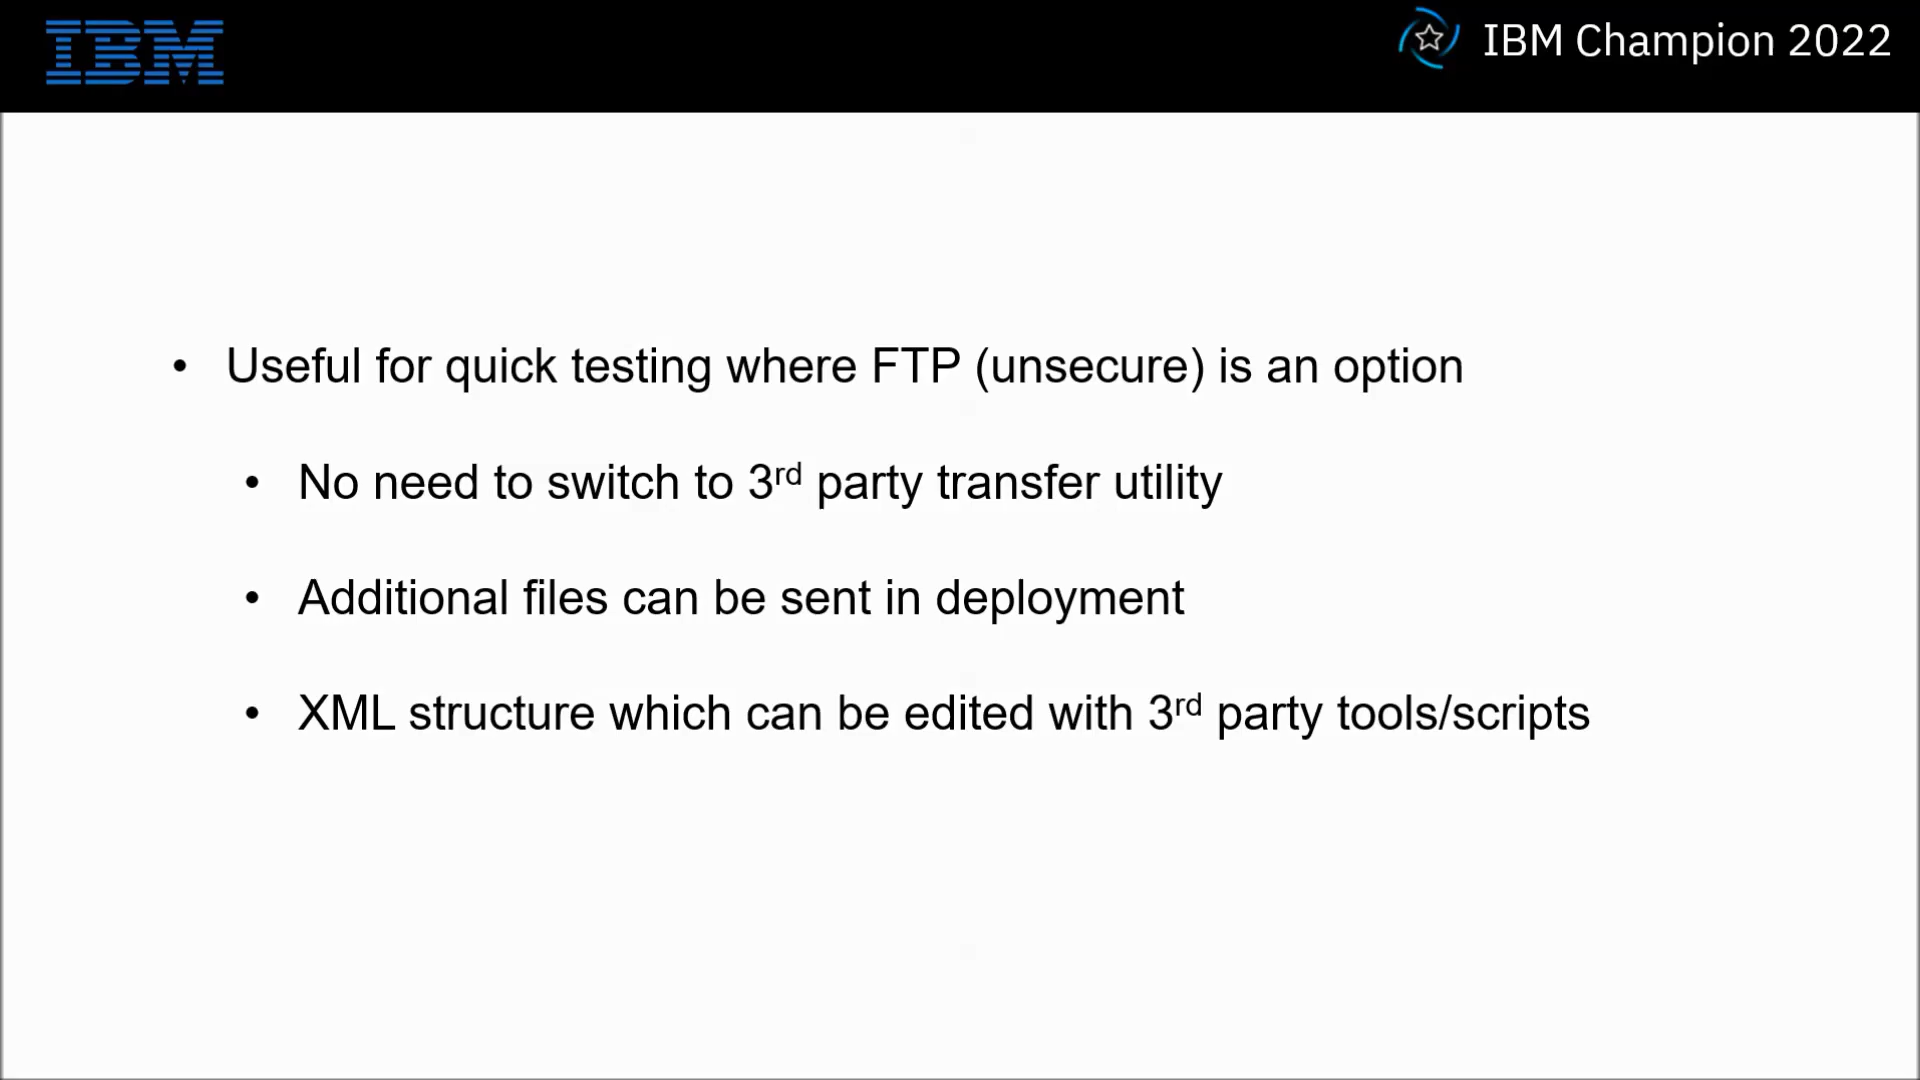 IBM
IBM Champion 2022
• Useful for quick testing where FTP (unsecure) is an option
• No need to switch to 3rd party transfer utility
• Additional files can be sent in deployment
• XML structure which can be edited with 3rd party tools/scripts